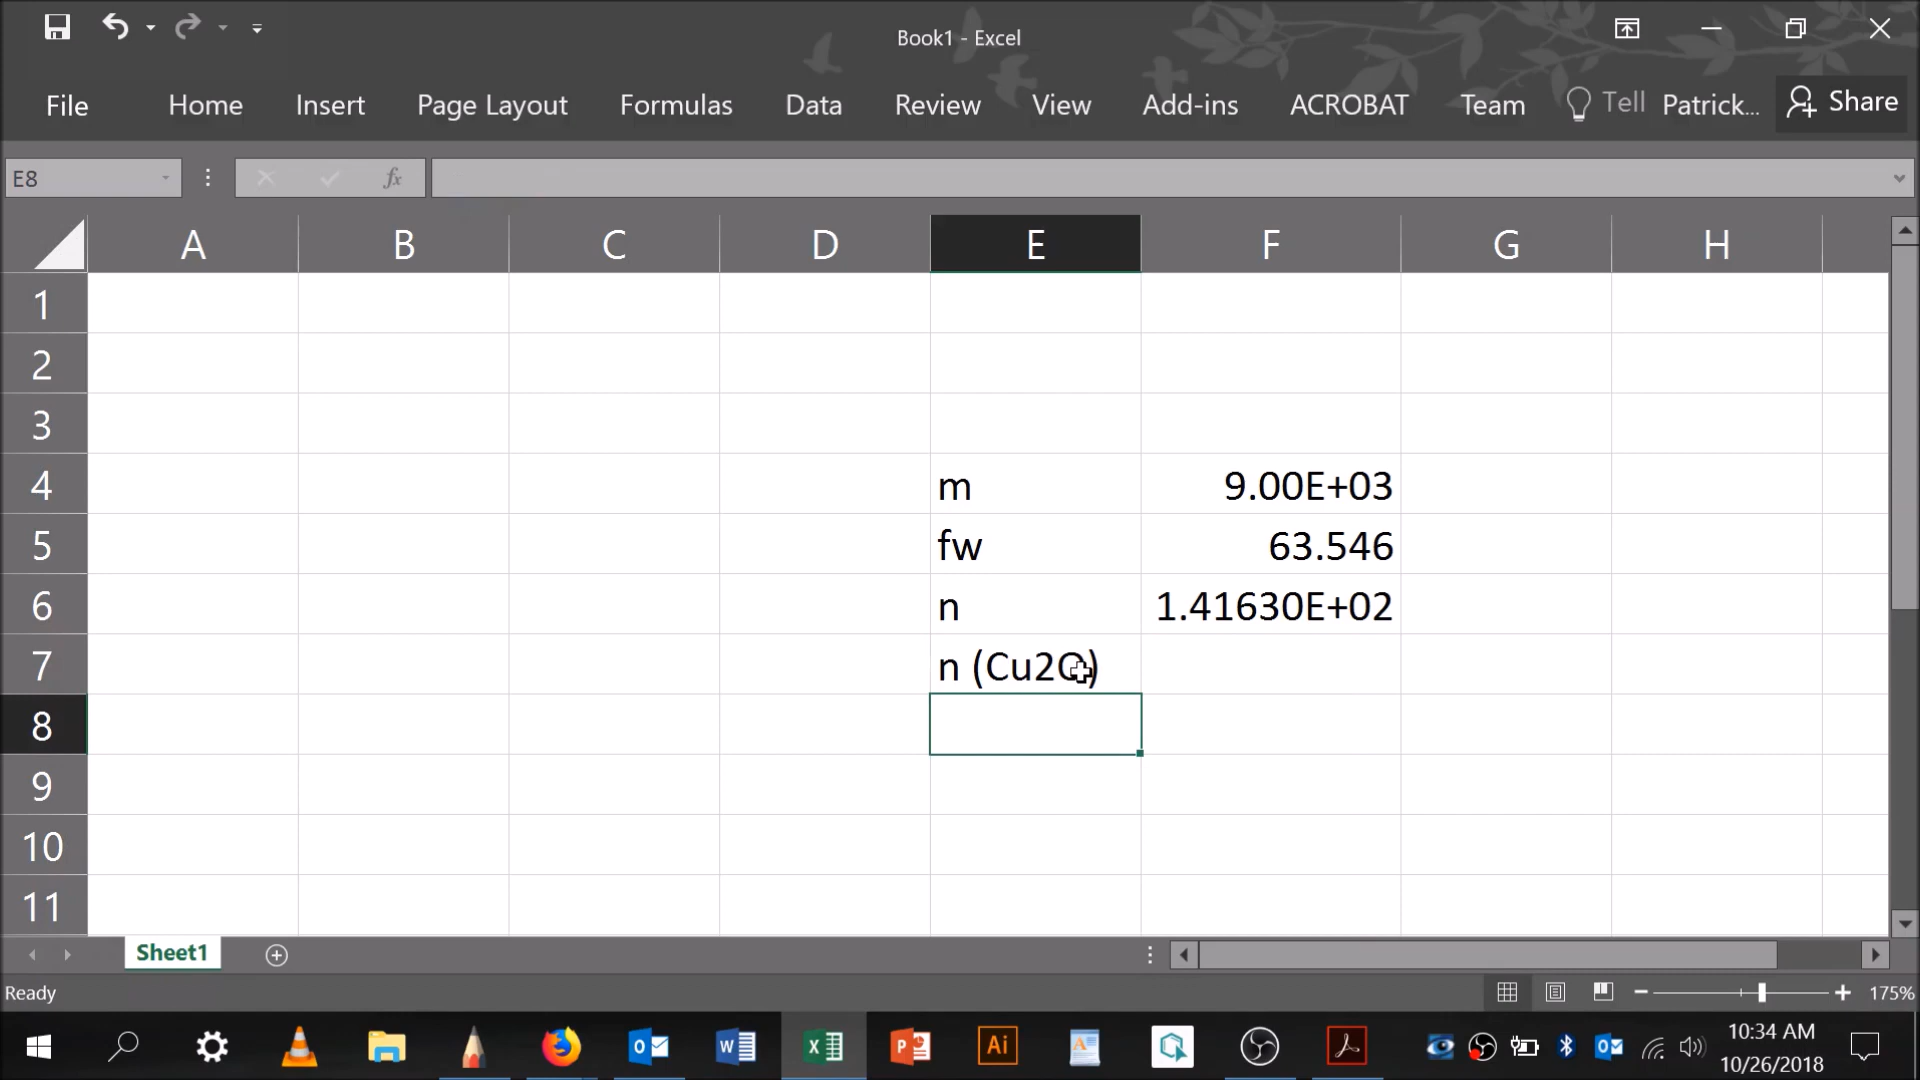 Book1 - Excel
File Home Insert Page Layout Formulas Data Review View Add-ins ACROBAT Team Tell Patrick... Share
E8 fx
A B C D E F G H
1
2
3
4 m 9.00E+03
5 fw 63.546
6 n 1.41630E+02
7 n (Cu2O)
8
9
10
11
Sheet1
Ready 175%
10:34 AM
10/26/2018